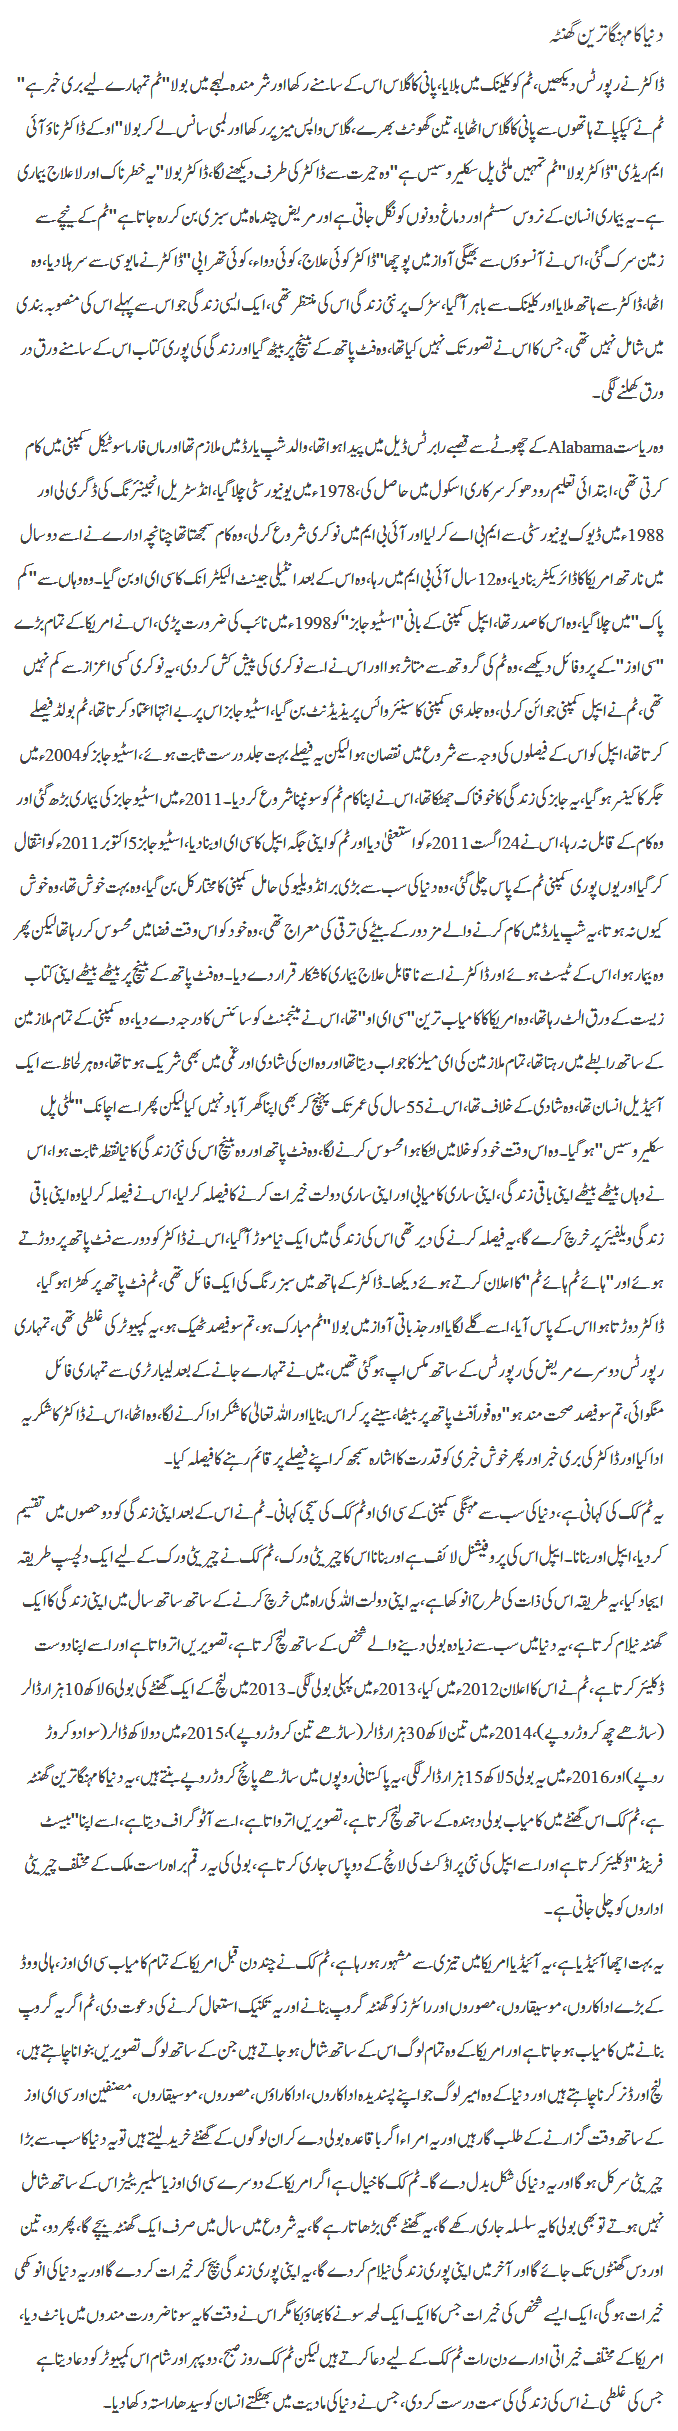 دنیا کا مہنگا ترین گھنٹہ
ڈاکٹر نے رپورٹس دیکھیں، ٹم کو کلینک میں بلایا، پانی کا گلاس اس کے سامنے رکھا اور شرمندہ لہجے میں بولا "ٹم تمہارے لیے بری خبر ہے"
ٹم نے کپکپاتے ہاتھوں سے پانی کا گلاس اٹھایا، تین گھونٹ بھرے، گلاس واپس میز پر رکھا اور لمبی سانس لے کر بولا "اوکے ڈاکٹر ناؤ آئی
ایم ریڈی" ڈاکٹر بولا "ٹم تمہیں ملٹی پل سکلیروسیس ہے" وہ حیرت سے ڈاکٹر کی طرف دیکھنے لگا، ڈاکٹر بولا "یہ خطرناک اور لاعلاج بیماری
ہے۔ یہ بیماری انسان کے نروس سسٹم اور دماغ دونوں کو نگل جاتی ہے اور مریض چند ماہ میں سبزی بن کر رہ جاتا ہے" ٹم کے نیچے سے
زمین سرک گئی، اس نے آنسوؤں سے بھیگی آواز میں پوچھا "ڈاکٹر کوئی علاج، کوئی دواء، کوئی تھراپی" ڈاکٹر نے مایوسی سے سر ہلا دیا، وہ
اٹھا، ڈاکٹر سے ہاتھ ملایا اور کلینک سے باہر آ گیا، سڑک پر نئی زندگی اس کی منتظر تھی، ایک ایسی زندگی جو اس سے پہلے اس کی منصوبہ بندی
میں شامل نہیں تھی، جس کا اس نے تصور تک نہیں کیا تھا، وہ فٹ پاتھ کے بینچ پر بیٹھ گیا اور زندگی کی پوری کتاب اس کے سامنے ورق در
ورق کھلنے لگی۔
وہ ریاست Alabama کے چھوٹے سے قصبے رابرٹس ڈیل میں پیدا ہوا تھا، والد شپ یارڈ میں ملازم تھا اور ماں فارماسوٹیکل کمپنی میں کام
کرتی تھی، ابتدائی تعلیم رو دھو کر سرکاری اسکول میں حاصل کی، 1978ء میں یونیورسٹی چلا گیا، انڈسٹریل انجینئرنگ کی ڈگری لی اور
1988ء میں ڈیوک یونیورسٹی سے ایم بی اے کر لیا اور آئی بی ایم میں نوکری شروع کر لی، وہ کام سمجھتا تھا چنانچہ ادارے نے اسے دو سال
میں نارتھ امریکا کا ڈائریکٹر بنا دیا، وہ 12 سال آئی بی ایم میں رہا، وہ اس کے بعد انٹیلی جینٹ الیکٹرانک کا سی ای او بن گیا۔ وہ وہاں سے "کم
پاک" میں چلا گیا، وہ اس کا صدر تھا، ایپل کمپنی کے بانی "اسٹیو جابز" کو 1998ء میں نائب کی ضرورت پڑی، اس نے امریکا کے تمام بڑے
"سی اوز" کے پروفائل دیکھے، وہ ٹم کی گروتھ سے متاثر ہوا اور اس نے اسے نوکری کی پیش کش کر دی، یہ نوکری کسی اعزاز سے کم نہیں
تھی، ٹم نے ایپل کمپنی جوائن کر لی، وہ جلد ہی کمپنی کا سینئر وائس پریذیڈنٹ بن گیا، اسٹیو جابز اس پر بے انتہا اعتماد کرتا تھا، ٹم بولڈ فیصلے
کرتا تھا، ایپل کو اس کے فیصلوں کی وجہ سے شروع میں نقصان ہوا لیکن یہ فیصلے بہت جلد درست ثابت ہوئے، اسٹیو جابز کو 2004ء میں
جگر کا کینسر ہو گیا، یہ جابز کی زندگی کا خوفناک جھٹکا تھا، اس نے اپنا کام ٹم کو سونپنا شروع کر دیا۔ 2011ء میں اسٹیو جابز کی بیماری بڑھ گئی اور
وہ کام کے قابل نہ رہا، اس نے 24 اگست 2011ء کو استعفیٰ دیا اور ٹم کو اپنی جگہ ایپل کا سی ای او بنا دیا، اسٹیو جابز 5 اکتوبر 2011ء کو انتقال
کر گیا اور یوں پوری کمپنی ٹم کے پاس چلی گئی، وہ دنیا کی سب سے بڑی برانڈ ویلیو کی حامل کمپنی کا مختار کل بن گیا، وہ بہت خوش تھا، وہ خوش
کیوں نہ ہوتا، یہ شپ یارڈ میں کام کرنے والے مزدور کے بیٹے کی ترقی کی معراج تھی، وہ خود کو اس وقت فضا میں محسوس کر رہا تھا لیکن پھر
وہ بیمار ہوا، اس کے ٹیسٹ ہوئے اور ڈاکٹر نے اسے ناقابل علاج بیماری کا شکار قرار دے دیا۔ وہ فٹ پاتھ کے بینچ پر بیٹھے بیٹھے اپنی کتاب
زیست کے ورق الٹ رہا تھا، وہ امریکا کا کامیاب ترین "سی ای او" تھا، اس نے مینجمنٹ کو سائنس کا درجہ دے دیا، وہ کمپنی کے تمام ملازمین
کے ساتھ رابطے میں رہتا تھا، تمام ملازمین کی ای میلز کا جواب دیتا تھا اور وہ ان کی شادی اور غمی میں بھی شریک ہوتا تھا، وہ ہر لحاظ سے ایک
آئیڈیل انسان تھا، وہ شادی کے خلاف تھا، اس نے 55 سال کی عمر تک پہنچ کر بھی اپنا گھر آباد نہیں کیا لیکن پھر اسے اچانک "ملٹی پل
سکلیروسیس" ہو گیا۔ وہ اس وقت خود کو خلا میں لٹکا ہوا محسوس کرنے لگا، وہ فٹ پاتھ اور وہ بینچ اس کی نئی زندگی کا نیا نقطہ ثابت ہوا، اس
نے وہاں بیٹھے بیٹھے اپنی باقی زندگی، اپنی ساری کامیابی اور اپنی ساری دولت خیرات کرنے کا فیصلہ کر لیا، اس نے فیصلہ کر لیا وہ اپنی باقی
زندگی ویلفیئر پر خرچ کرے گا، یہ فیصلہ کرنے کی دیر تھی اس کی زندگی میں ایک نیا موڑ آ گیا، اس نے ڈاکٹر کو دور سے فٹ پاتھ پر دوڑتے
ہوئے اور "ہائے ٹم ہائے ٹم" کا اعلان کرتے ہوئے دیکھا۔ ڈاکٹر کے ہاتھ میں سبز رنگ کی ایک فائل تھی، ٹم فٹ پاتھ پر کھڑا ہو گیا،
ڈاکٹر دوڑتا ہوا اس کے پاس آیا، اسے گلے لگایا اور جذباتی آواز میں بولا "ٹم مبارک ہو، تم سو فیصد ٹھیک ہو، یہ کمپیوٹر کی غلطی تھی، تمہاری
رپورٹس دوسرے مریض کی رپورٹس کے ساتھ مکس اپ ہو گئی تھیں، میں نے تمہارے جانے کے بعد لیبارٹری سے تمہاری فائل
منگوائی، تم سو فیصد صحت مند ہو" وہ فوراً فٹ پاتھ پر بیٹھا، سینے پر کراس بنایا اور اللہ تعالیٰ کا شکر ادا کرنے لگا، وہ اٹھا، اس نے ڈاکٹر کا شکریہ
ادا کیا اور ڈاکٹر کی بری خبر اور پھر خوش خبری کو قدرت کا اشارہ سمجھ کر اپنے فیصلے پر قائم رہنے کا فیصلہ کیا۔
یہ ٹم کک کی کہانی ہے، دنیا کی سب سے مہنگی کمپنی کے سی ای او ٹم کک کی سچی کہانی۔ ٹم نے اس کے بعد اپنی زندگی کو دو حصوں میں تقسیم
کر دیا، ایپل اور بنانا۔ ایپل اس کی پروفیشنل لائف ہے اور بنانا اس کا چیریٹی ورک، ٹم کک نے چیریٹی ورک کے لیے ایک دلچسپ طریقہ
ایجاد کیا، یہ طریقہ اس کی ذات کی طرح انوکھا ہے، یہ اپنی دولت اللہ کی راہ میں خرچ کرنے کے ساتھ ساتھ سال میں اپنی زندگی کا ایک
گھنٹہ نیلام کرتا ہے، یہ دنیا میں سب سے زیادہ بولی دینے والے شخص کے ساتھ لنچ کرتا ہے، تصویریں اترواتا ہے اور اسے اپنا دوست
ڈکلیئر کرتا ہے، ٹم نے اس کا اعلان 2012ء میں کیا، 2013ء میں پہلی بولی لگی۔ 2013 میں لنچ کے ایک گھنٹے کی بولی 6 لاکھ 10 ہزار ڈالر
(ساڑھے چھ کروڑ روپے)، 2014ء میں تین لاکھ 30 ہزار ڈالر (ساڑھے تین کروڑ روپے)، 2015ء میں دو لاکھ ڈالر (سوا دو کروڑ
روپے) اور 2016ء میں یہ بولی 5 لاکھ 15 ہزار ڈالر لگی، یہ پاکستانی روپوں میں ساڑھے پانچ کروڑ روپے بنتے ہیں، یہ دنیا کا مہنگا ترین گھنٹہ
ہے، ٹم کک اس گھنٹے میں کامیاب بولی دہندہ کے ساتھ لنچ کرتا ہے، تصویریں اترواتا ہے، اسے آٹو گراف دیتا ہے، اسے اپنا "بیسٹ
فرینڈ" ڈکلیئر کرتا ہے اور اسے ایپل کی نئی پراڈکٹ کی لانچ کے دو پاس جاری کرتا ہے، بولی کی یہ رقم براہ راست ملک کے مختلف چیریٹی
اداروں کو چلی جاتی ہے۔
یہ بہت اچھا آئیڈیا ہے، یہ آئیڈیا امریکا میں تیزی سے مشہور ہو رہا ہے، ٹم کک نے چند دن قبل امریکا کے تمام کامیاب سی ای اوز، ہالی ووڈ
کے بڑے اداکاروں، موسیقاروں، مصوروں اور رائٹرز کو گھنٹہ گروپ بنانے اور یہ تکنیک استعمال کرنے کی دعوت دی، ٹم اگر یہ گروپ
بنانے میں کامیاب ہو جاتا ہے اور امریکا کے وہ تمام لوگ اس کے ساتھ شامل ہو جاتے ہیں جن کے ساتھ لوگ تصویریں بنوانا چاہتے ہیں،
لنچ اور ڈنر کرنا چاہتے ہیں اور دنیا کے وہ امیر لوگ جو اپنے پسندیدہ اداکاروں، اداکاراؤں، مصوروں، موسیقاروں، مصنفین اور سی ای اوز
کے ساتھ وقت گزارنے کے طلب گار ہیں اور یہ امراء اگر باقاعدہ بولی دے کر ان لوگوں کے گھنٹے خرید لیتے ہیں تو یہ دنیا کا سب سے بڑا
چیریٹی سرکل ہو گا اور یہ دنیا کی شکل بدل دے گا۔ ٹم کک کا خیال ہے اگر امریکا کے دوسرے سی ای اوز یا سلیبریٹیز اس کے ساتھ شامل
نہیں ہوتے تو بھی بولی کا یہ سلسلہ جاری رکھے گا، یہ گھنٹے بھی بڑھاتا رہے گا، یہ شروع میں سال میں صرف ایک گھنٹہ بیچے گا، پھر دو، تین
اور دس گھنٹوں تک جائے گا اور آخر میں اپنی پوری زندگی نیلام کر دے گا، یہ اپنی پوری زندگی بیچ کر خیرات کر دے گا اور یہ دنیا کی انوکھی
خیرات ہو گی، ایک ایسے شخص کی خیرات جس کا ایک ایک لمحہ سونے کا بھاؤ بکا مگر اس نے وقت کا یہ سونا ضرورت مندوں میں بانٹ دیا،
امریکا کے مختلف خیراتی ادارے دن رات ٹم کک کے لیے دعا کرتے ہیں لیکن ٹم کک روز صبح، دوپہر اور شام اس کمپیوٹر کو دعا دیتا ہے
جس کی غلطی نے اس کی زندگی کی سمت درست کر دی، جس نے دنیا کی مادیت میں بھٹکتے انسان کو سیدھا راستہ دکھا دیا۔